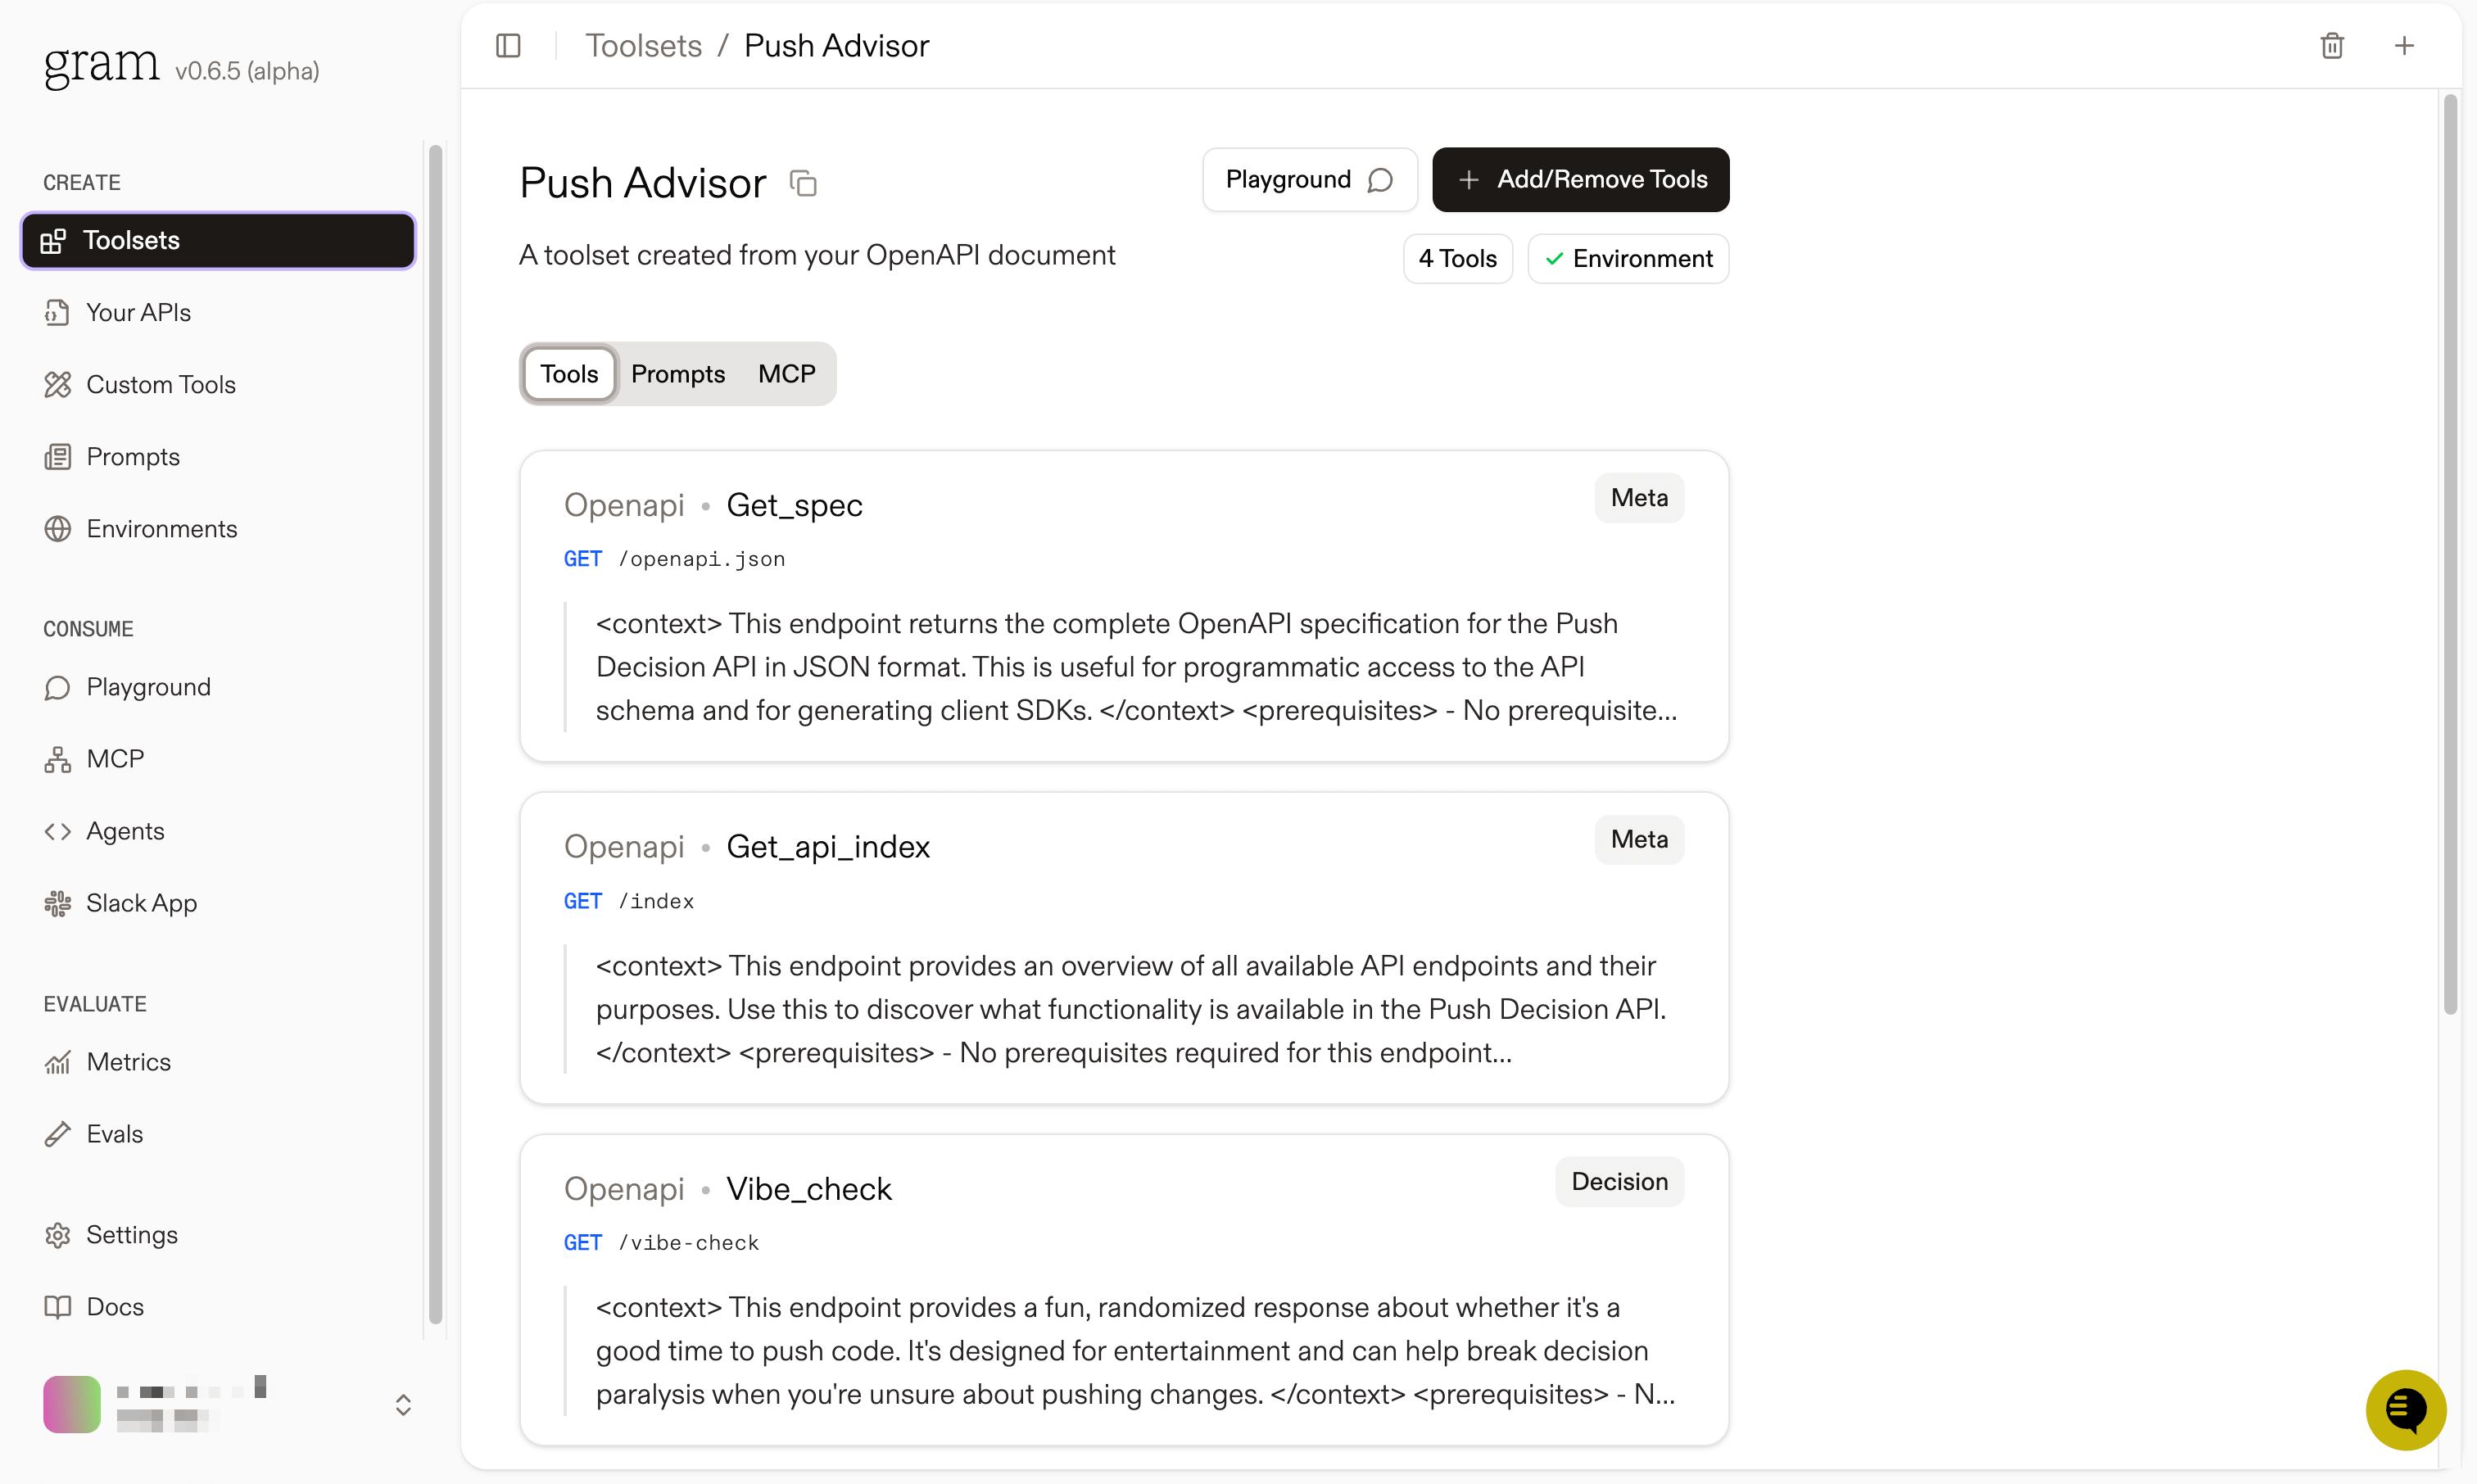 gram v0.6.5 (alpha)
CREATE
Toolsets
Your APIs
Custom Tools
Prompts
Environments
CONSUME
Playground
MCP
Agents
Slack App
EVALUATE
Metrics
Evals
Settings
Docs
Toolsets / Push Advisor
Push Advisor
Playground
+ Add/Remove Tools
A toolset created from your OpenAPI document
4 Tools
Environment
Tools Prompts MCP
Openapi • Get_spec
Meta
GET /openapi.json
<context> This endpoint returns the complete OpenAPI specification for the Push
Decision API in JSON format. This is useful for programmatic access to the API
schema and for generating client SDKs. </context> <prerequisites> - No prerequisite...
Openapi • Get_api_index
Meta
GET /index
<context> This endpoint provides an overview of all available API endpoints and their
purposes. Use this to discover what functionality is available in the Push Decision API.
</context> <prerequisites> - No prerequisites required for this endpoint...
Openapi • Vibe_check
Decision
GET /vibe-check
<context> This endpoint provides a fun, randomized response about whether it's a
good time to push code. It's designed for entertainment and can help break decision
paralysis when you're unsure about pushing changes. </context> <prerequisites> - N...